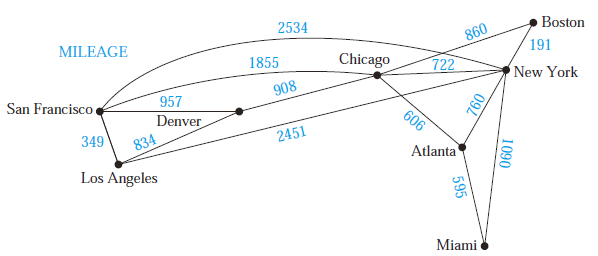 2534
860
Boston
MILEAGE
191
1855
Chicago
722
New York
908
San Francisco
957
Denver
760
606
349
834
2451
1090
Atlanta
Los Angeles
595
Miami